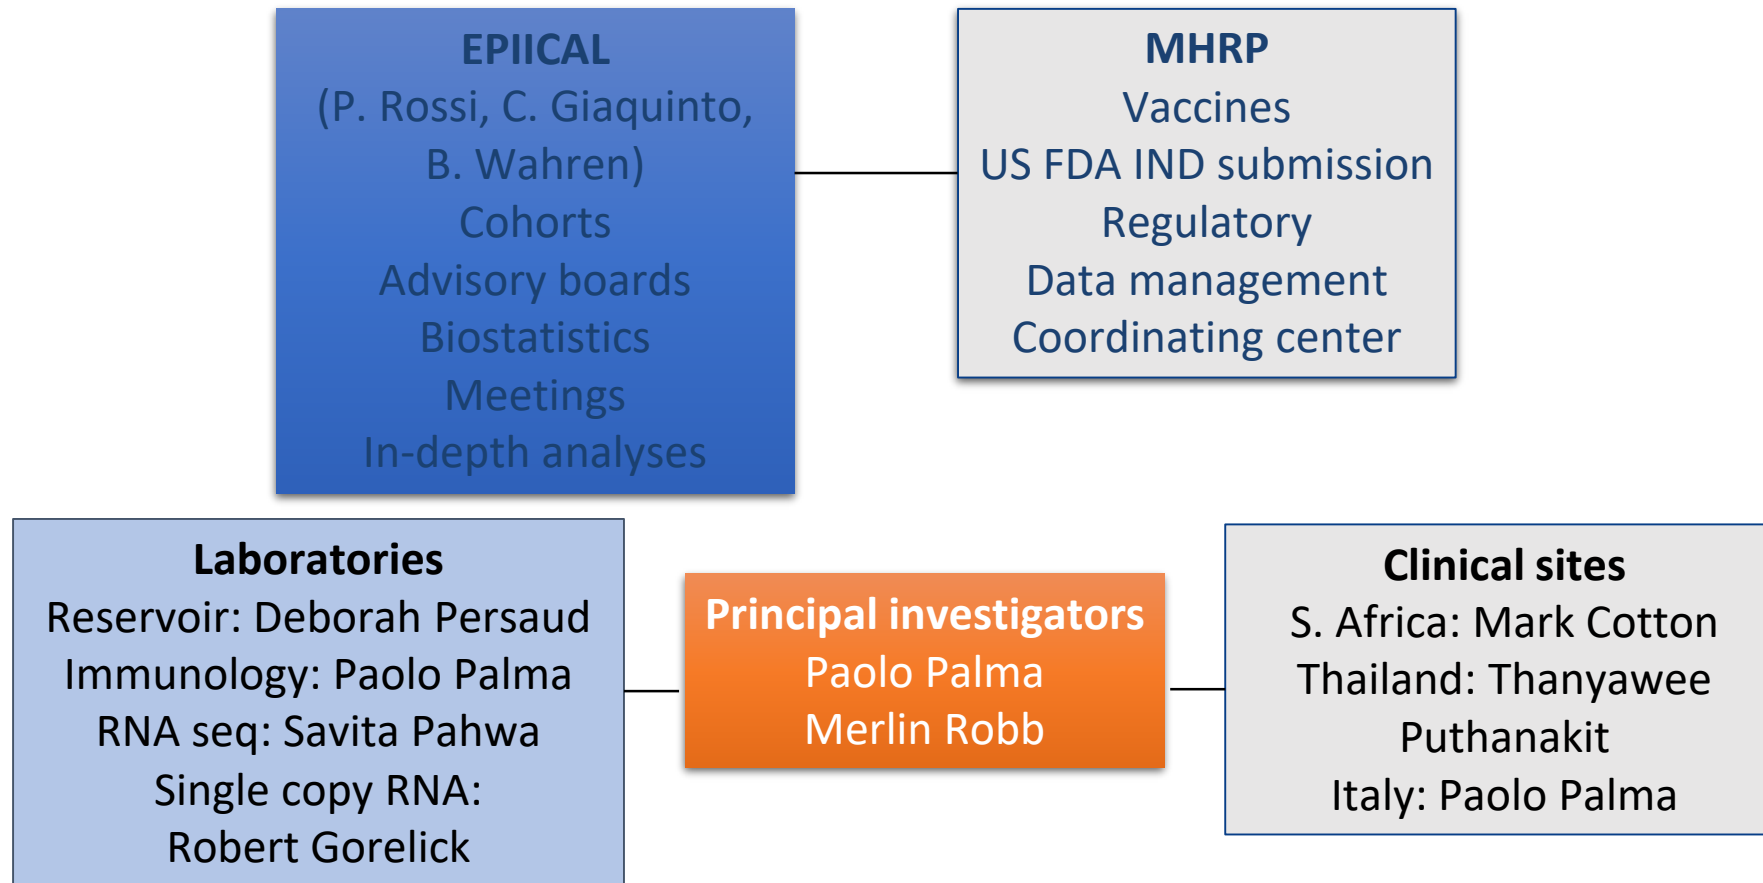 EPIICAL
(P. Rossi, C. Giaquinto,
B. Wahren)
Cohorts
Advisory boards
Biostatistics
Meetings
In-depth analyses
MHRP
Vaccines
US FDA IND submission
Regulatory
Data management
Coordinating center
Laboratories
Reservoir: Deborah Persaud
Immunology: Paolo Palma
RNA seq: Savita Pahwa
Single copy RNA:
Robert Gorelick
Principal investigators
Paolo Palma
Merlin Robb
Clinical sites
S. Africa: Mark Cotton
Thailand: Thanyawee
Puthanakit
Italy: Paolo Palma